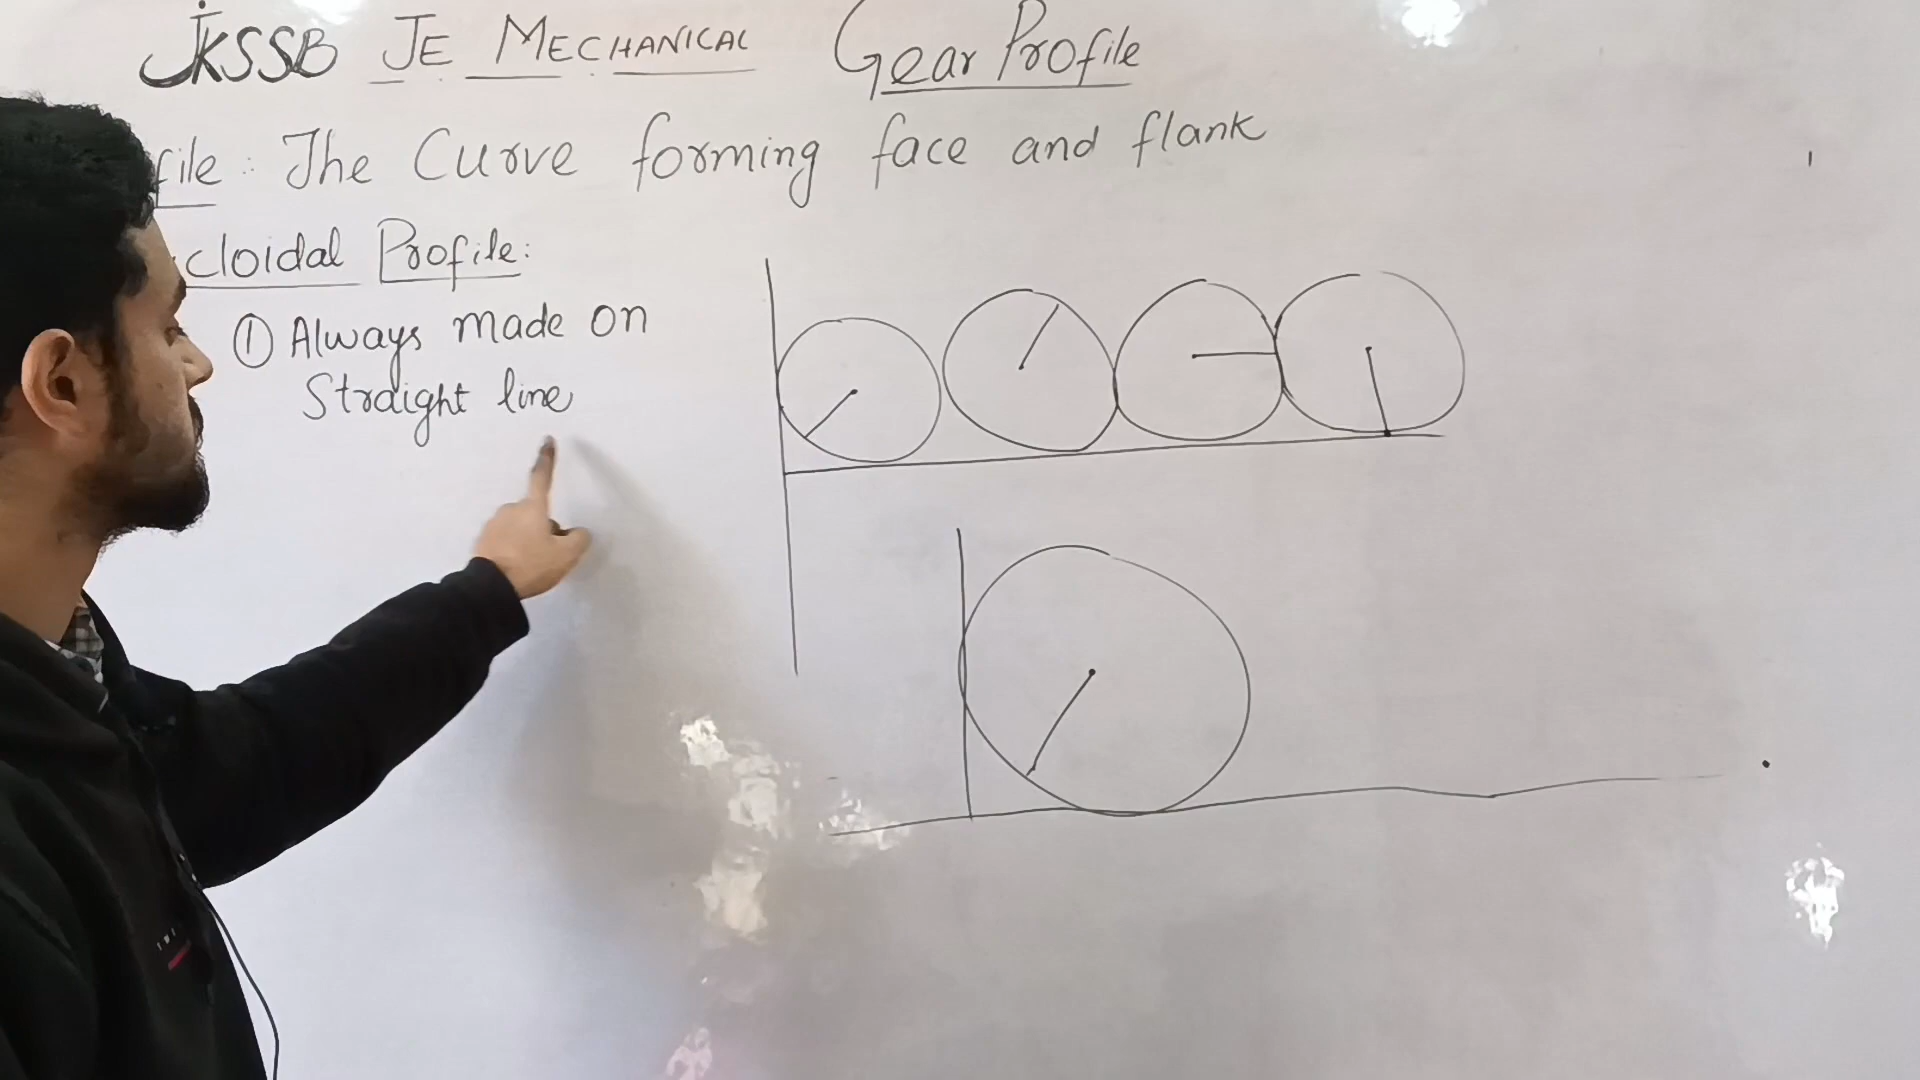 JKSSB JE MECHANICAL Gear Profile
file : The Curve forming face and flank
cloidal Profile:
① Always made on
Straight line